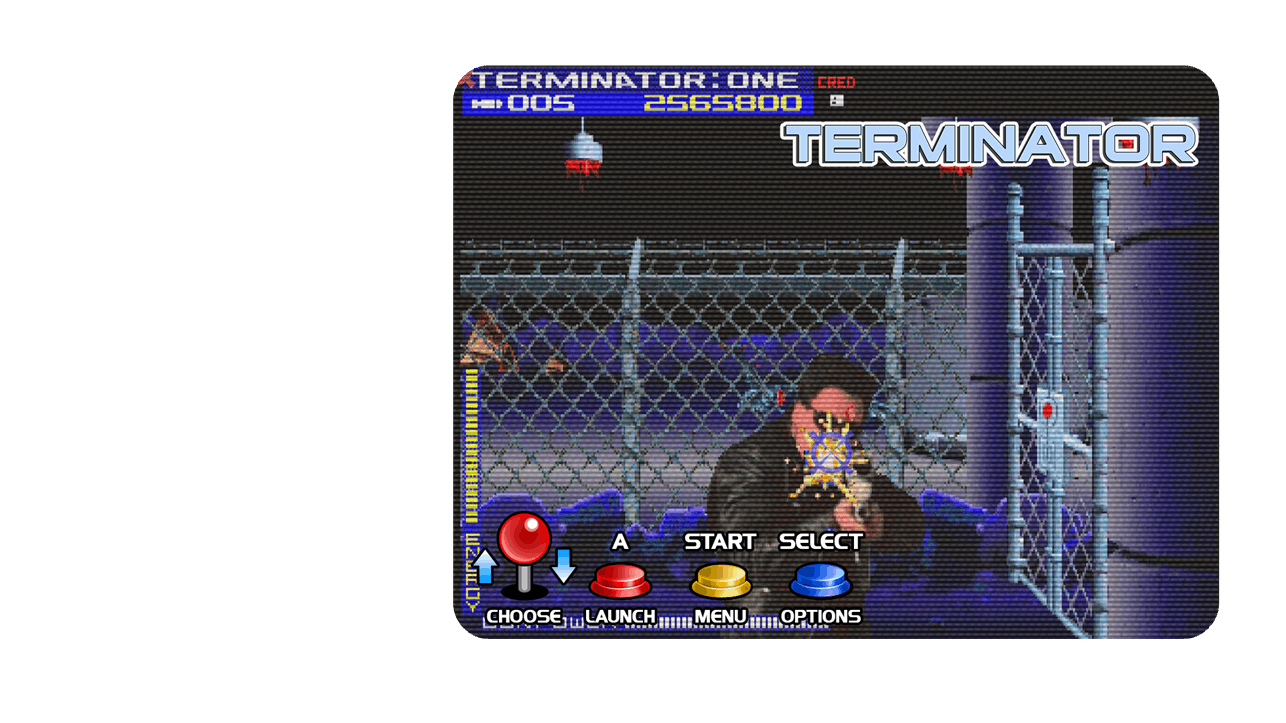 TERMINATOR:ONE
CRED
005
2565800
TERMINATOR
A
START
SELECT
ENERGY
CHOOSE
LAUNCH
MENU
OPTIONS